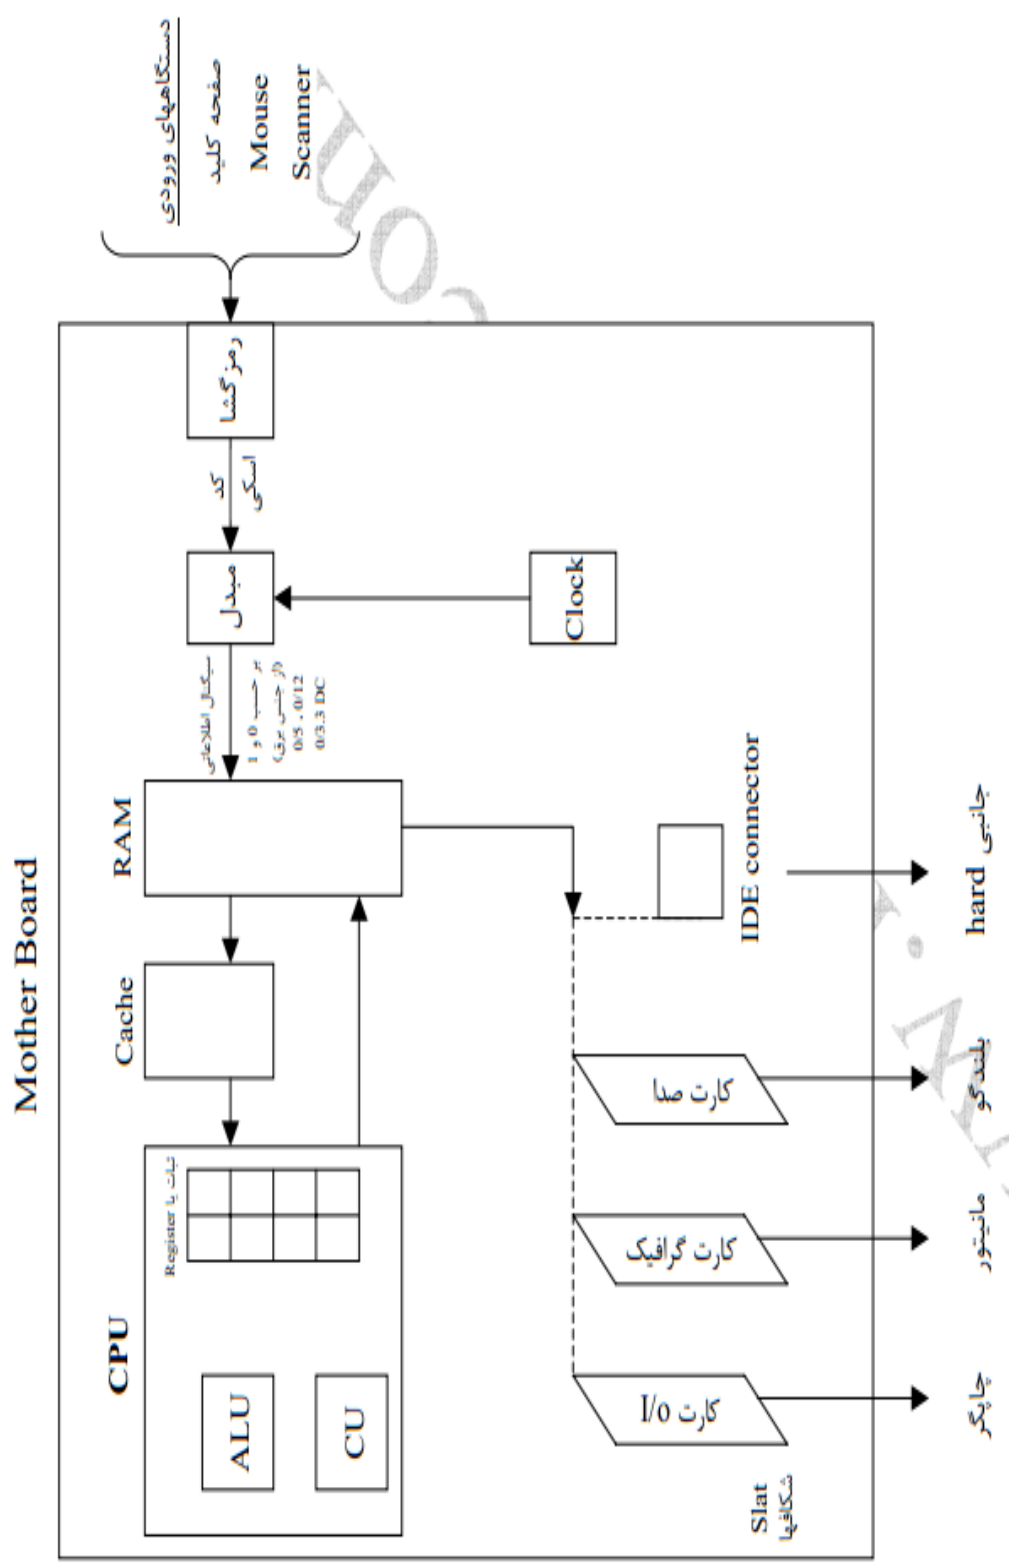 Mother Board
دستگاههای ورودی
صفحه کلید
Mouse
Scanner
رمز گشا
کد
اسکی
مبدل
Clock
سیگنال اطلاعاتی
بر حسب 0 و 1
(از جنس برق)
0/5 . 0/12
0/3.3 DC
RAM
Cache
CPU
ثبات یا Register
ALU
CU
IDE connector
کارت صدا
کارت گرافیک
کارت I/o
Slat
شکافها
جانبی hard
بلندگو
مانیتور
چاپگر